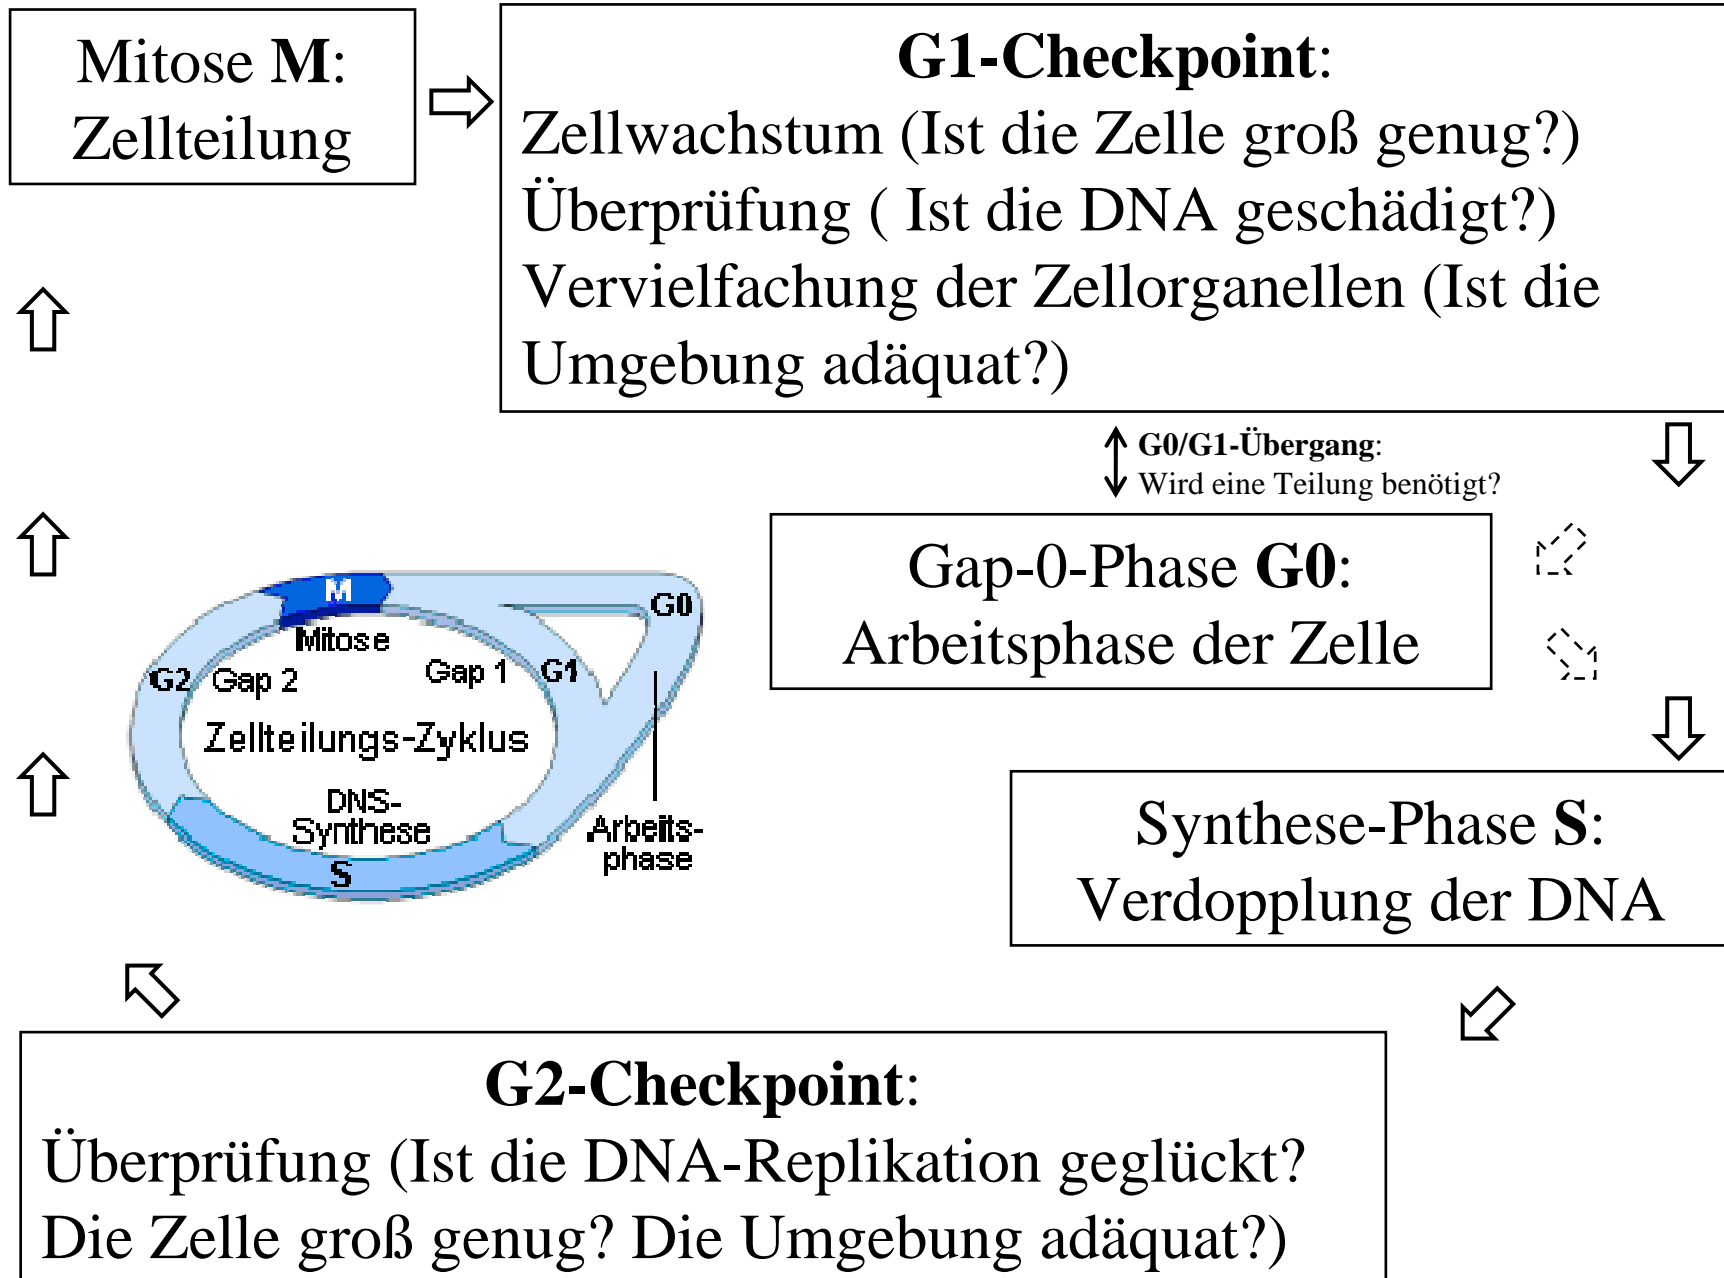 Mitose M:
Zellteilung
G1-Checkpoint:
Zellwachstum (Ist die Zelle groß genug?)
Überprüfung ( Ist die DNA geschädigt?)
Vervielfachung der Zellorganellen (Ist die
Umgebung adäquat?)
G0/G1-Übergang:
Wird eine Teilung benötigt?
Gap-0-Phase G0:
Arbeitsphase der Zelle
M
G0
Mitose
G2
Gap 2
Gap 1
G1
Zellteilungs-Zyklus
DNS-
Synthese
S
Arbeits-
phase
Synthese-Phase S:
Verdopplung der DNA
G2-Checkpoint:
Überprüfung (Ist die DNA-Replikation geglückt?
Die Zelle groß genug? Die Umgebung adäquat?)